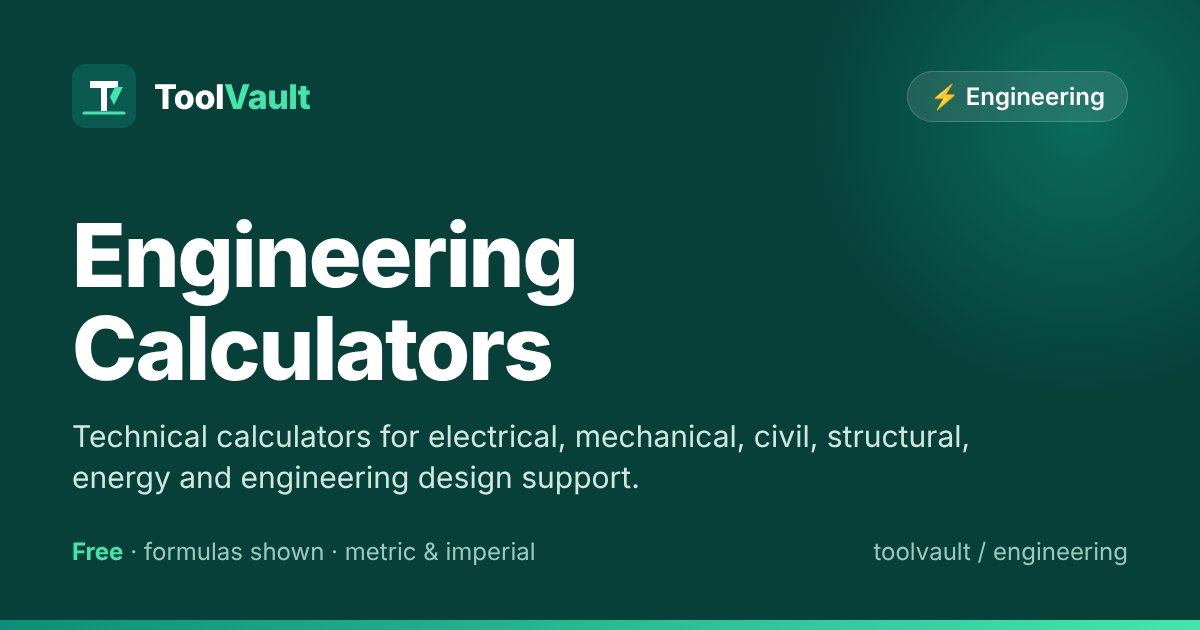 ToolVault
⚡ Engineering
Engineering
Calculators
Technical calculators for electrical, mechanical, civil, structural,
energy and engineering design support.
Free · formulas shown · metric & imperial
toolvault / engineering